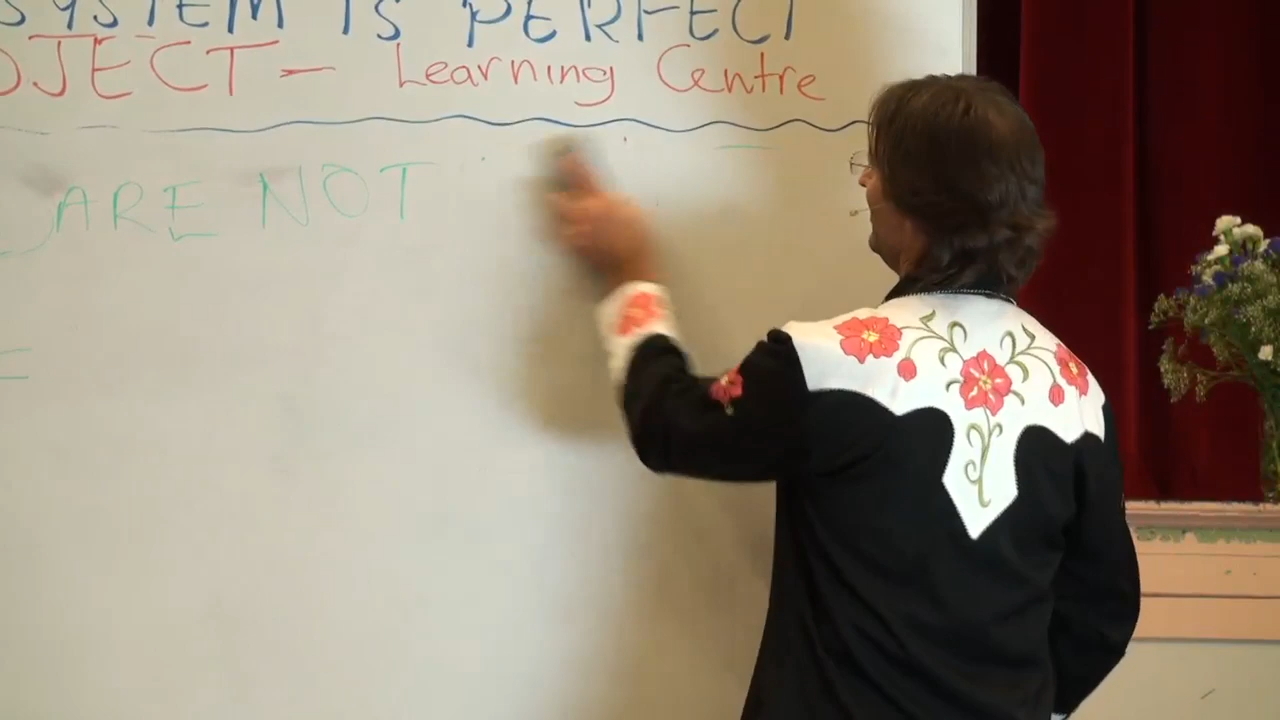 SYSTEM IS PERFECT
OJECT - Learning Centre
ARE NOT
=